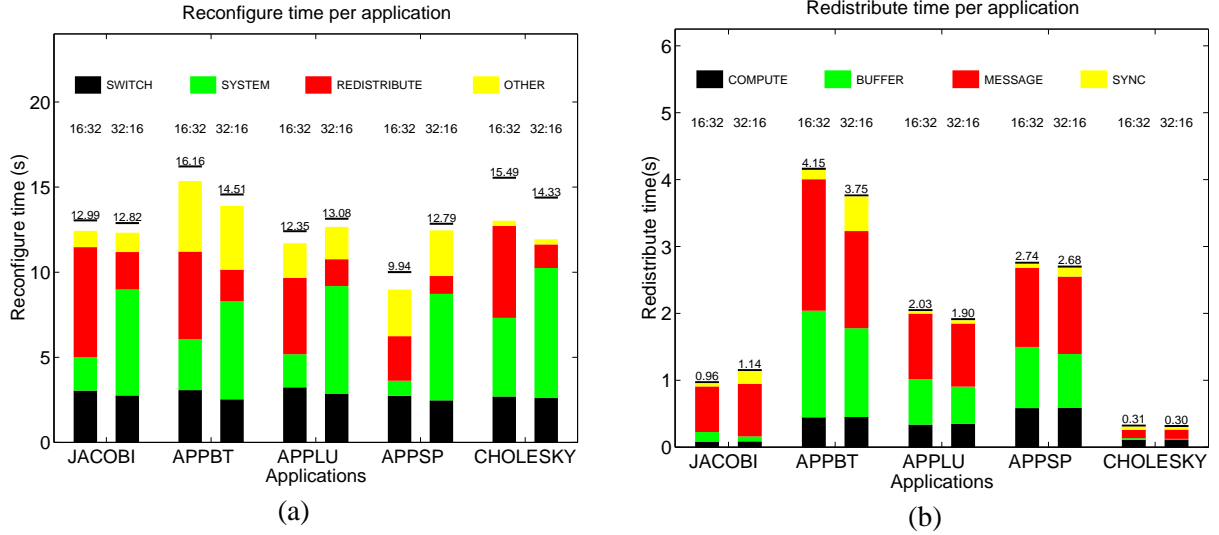 Reconfigure time per application
SWITCH SYSTEM REDISTRIBUTE OTHER
16:32 32:16 16:32 32:16 16:32 32:16 16:32 32:16 16:32 32:16
12.99 12.82 16.16 14.51 12.35 13.08 9.94 12.79 15.49 14.33
20
15
10
5
0
Reconfigure time (s)
JACOBI APPBT APPLU APPSP CHOLESKY
Applications
(a)
Redistribute time per application
COMPUTE BUFFER MESSAGE SYNC
16:32 32:16 16:32 32:16 16:32 32:16 16:32 32:16 16:32 32:16
0.96 1.14 4.15 3.75 2.03 1.90 2.74 2.68 0.31 0.30
6
5
4
3
2
1
0
Redistribute time(s)
JACOBI APPBT APPLU APPSP CHOLESKY
Applications
(b)